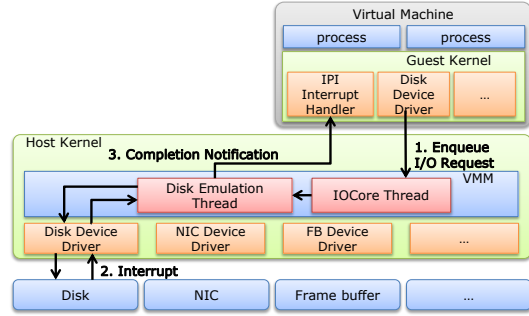 Virtual Machine
process
process
Guest Kernel
IPI
Interrupt
Handler
Disk
Device
Driver
...
Host Kernel
3. Completion Notification
1. Enqueue
I/O Request
VMM
Disk Emulation
Thread
IOCore Thread
Disk Device
Driver
NIC Device
Driver
FB Device
Driver
...
2. Interrupt
Disk
NIC
Frame buffer
...